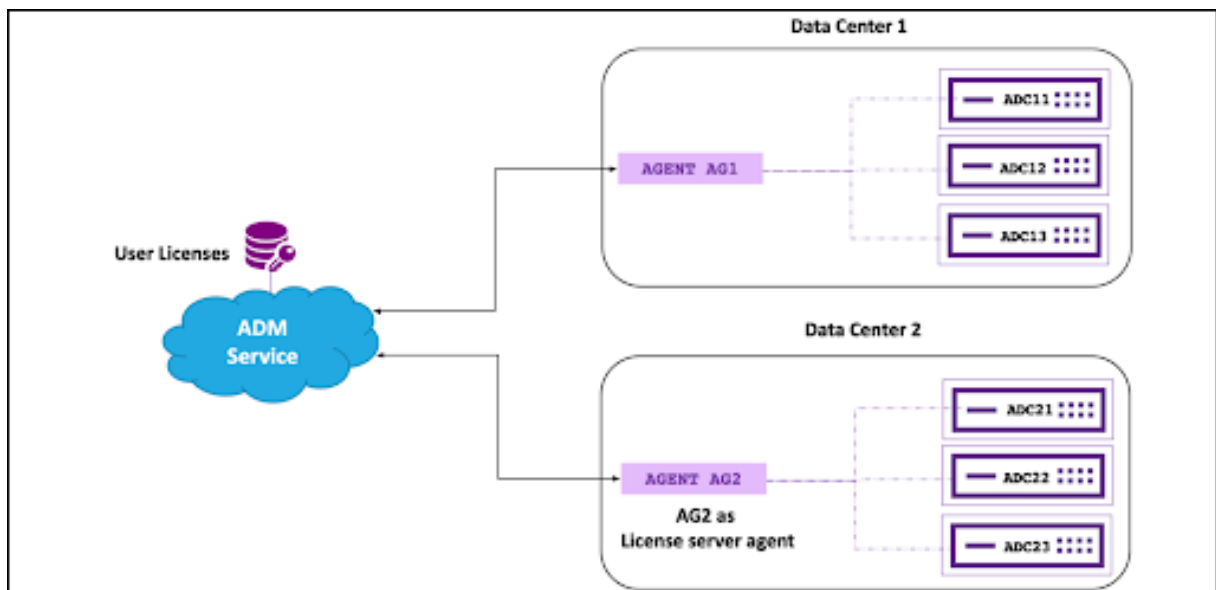 Data Center 1
ADC11
AGENT AG1
ADC12
ADC13
User Licenses
ADM
Service
Data Center 2
ADC21
AGENT AG2
ADC22
AG2 as
License server agent
ADC23